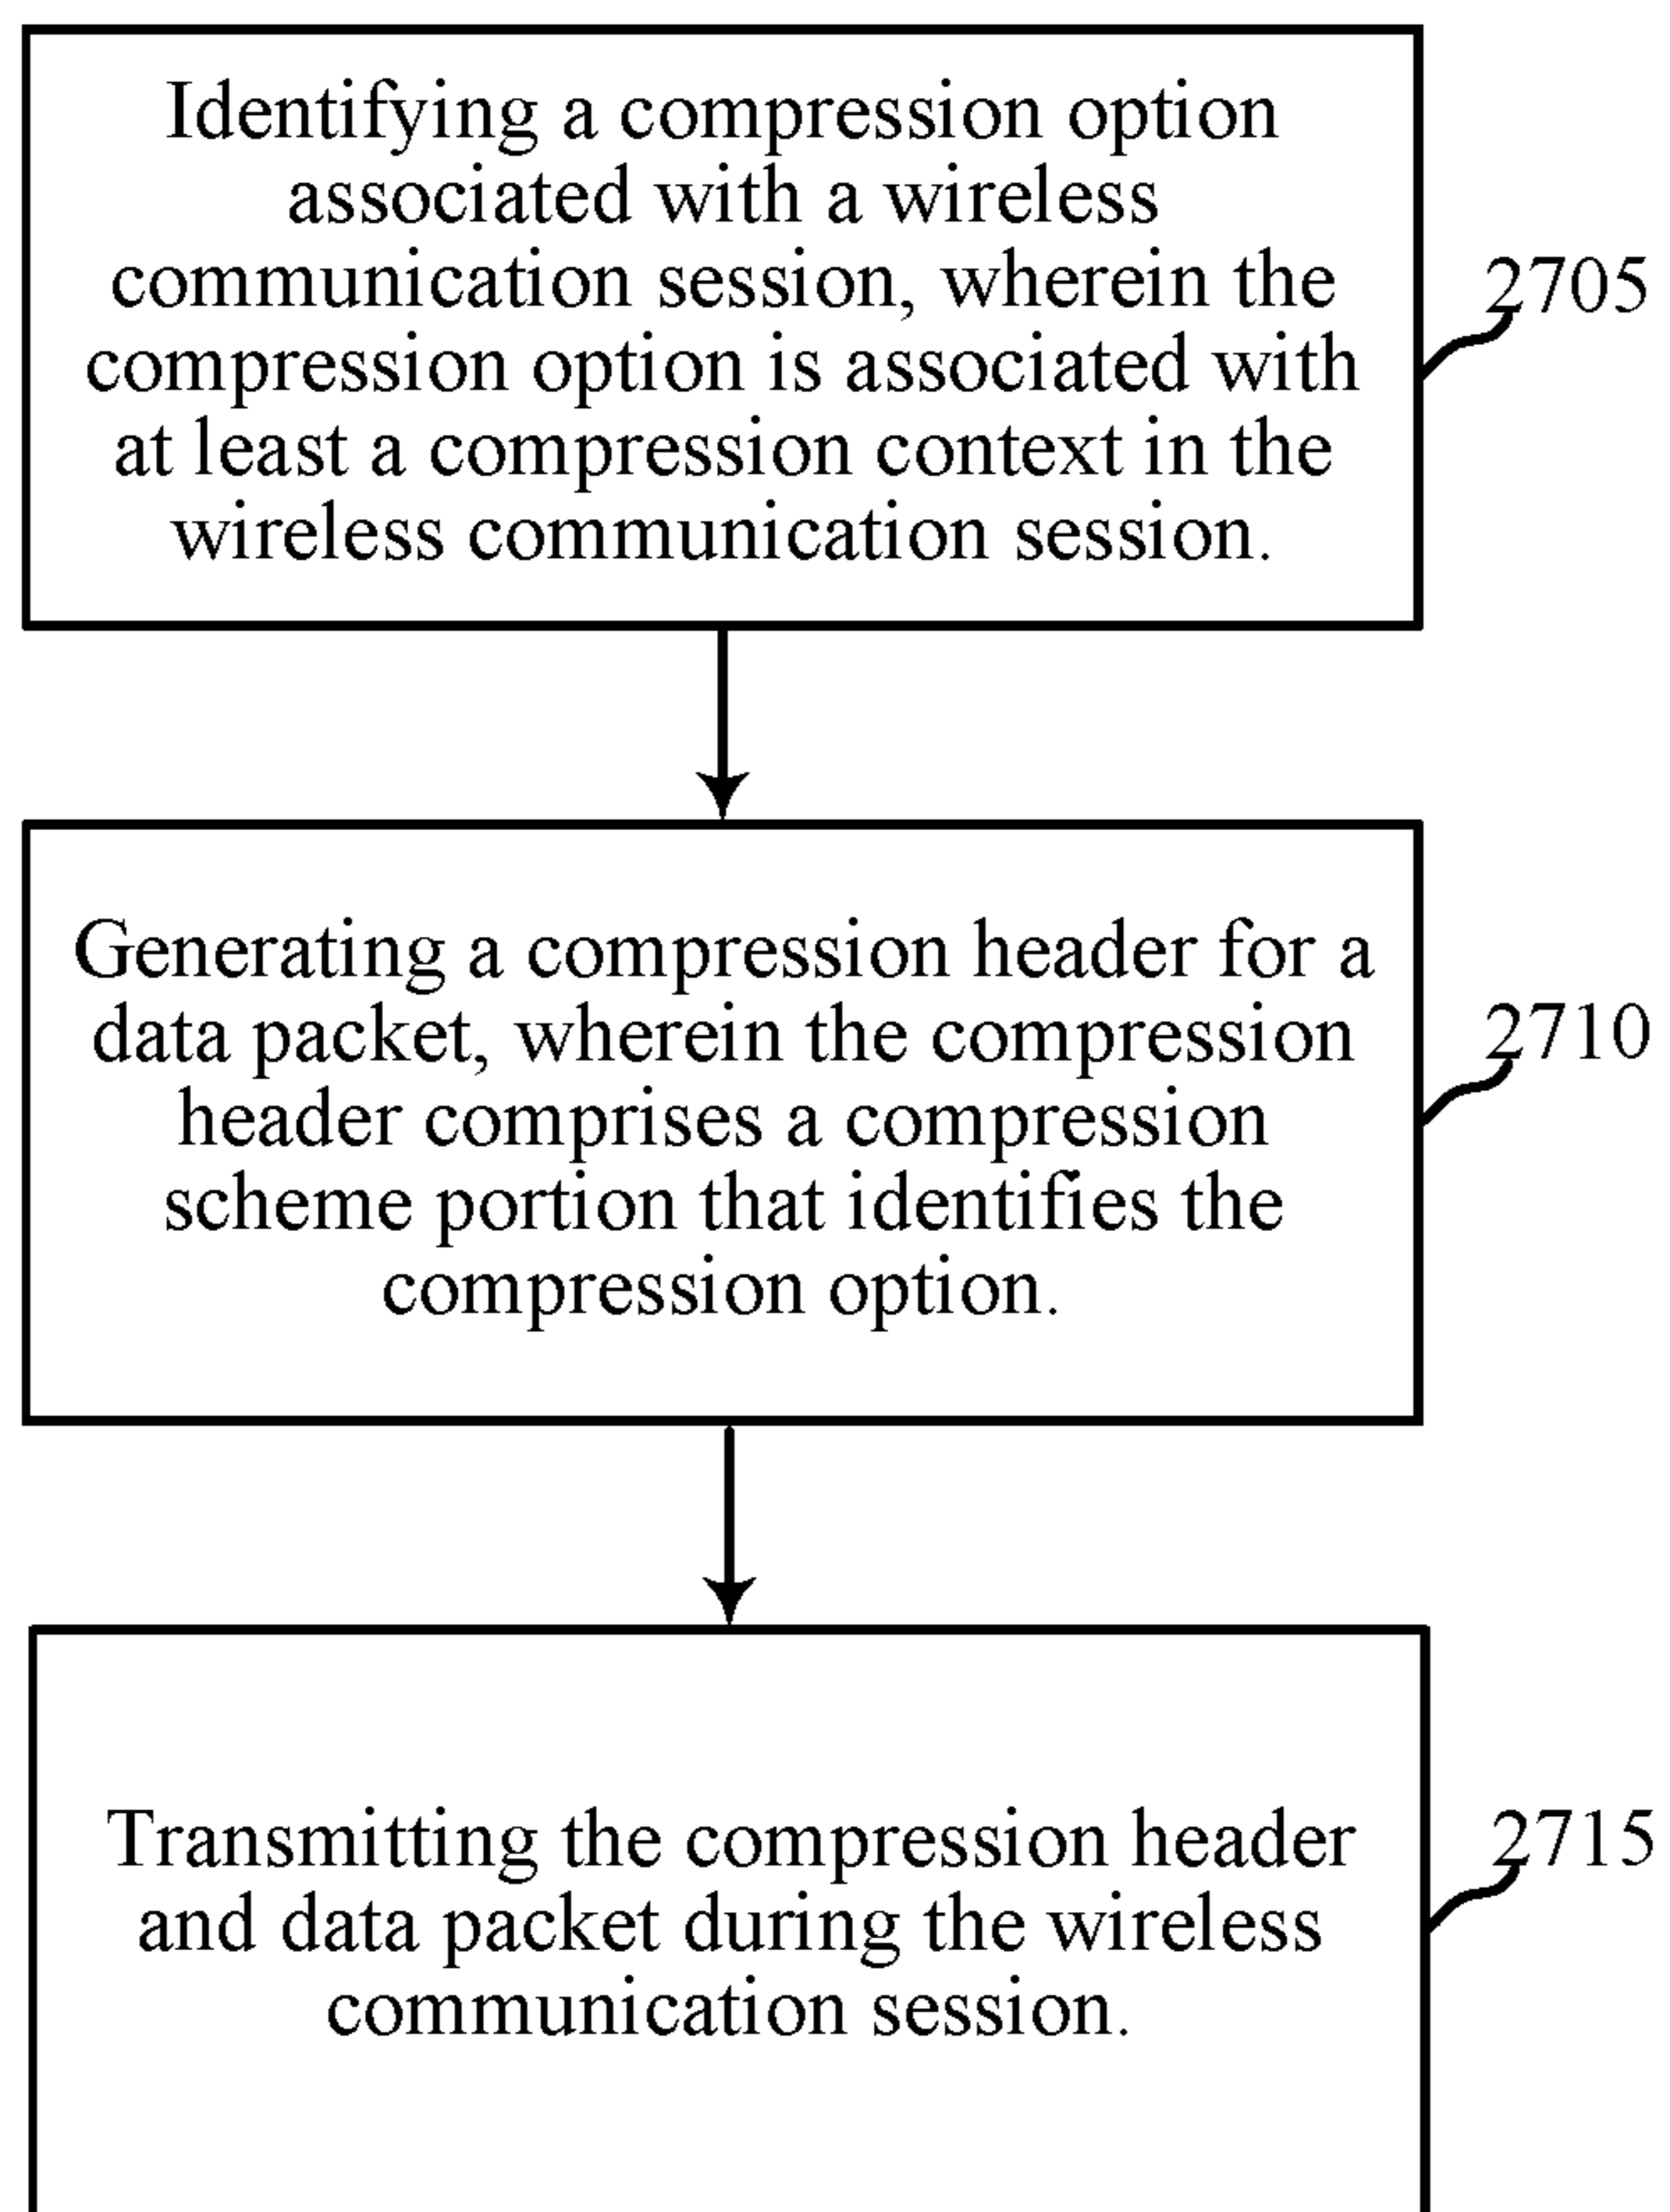 Identifying a compression option
associated with a wireless
communication session, wherein the
compression option is associated with
at least a compression context in the
wireless communication session.
2705
Generating a compression header for a
data packet, wherein the compression
header comprises a compression
scheme portion that identifies the
compression option.
2710
Transmitting the compression header
and data packet during the wireless
communication session.
2715